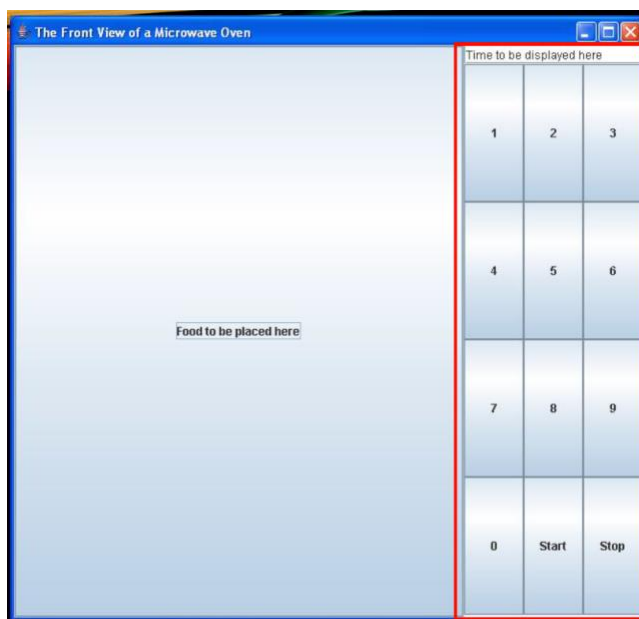 The Front View of a Microwave Oven
Time to be displayed here
1 2 3
4 5 6
Food to be placed here
7 8 9
0 Start Stop